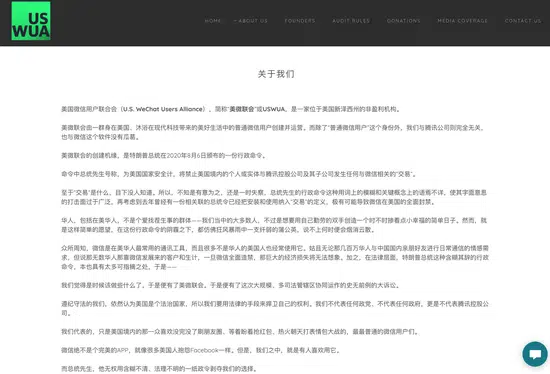 US
WUA
HOME
ABOUT US
FOUNDERS
AUDIT RULES
DONATIONS
MEDIA COVERAGE
CONTACT US
关于我们
美国微信用户联合会（U.S. WeChat Users Alliance），简称“美微联会”或USWUA，是一家位于美国新泽西州的非盈利机构。
美微联会由一群身在美国、沐浴在现代科技带来的美好生活中的普通微信用户创建并运营。而除了“普通微信用户”这个身份外，我们与腾讯公司则完全无关，
也与微信这个软件没有瓜葛。
美微联会的创建机缘，是特朗普总统在2020年8月6日颁布的一份行政命令。
命令中总统先生号称，为美国国家安全计，将禁止美国境内的个人或实体与腾讯控股公司及其子公司发生任何与微信相关的“交易”。
至于“交易”是什么，目下没人知道。所以，不知是有意为之，还是一时失察，总统先生的行政命令这种用词上的模糊和关键概念上的语焉不详，使其字面意思
的打击面过于广泛，再考虑到去年曾经有一份相关联的总统令已经把安装和使用纳入“交易”的定义，极有可能导致微信在美国的全面封禁。
华人，包括在美华人，不是个爱找茬生事的群体——我们当中的大多数人，不过是想要用自己勤劳的双手创造一个时不时掺着点小幸福的简单日子。然而，就
是这样简单的愿望，在这份行政命令的阴霾之下，都仿佛狂风暴雨中一支纤弱的蒲公英，说不上何时便会烟消云散。
众所周知，微信是在美华人最常用的通讯工具，而且很多不是华人的美国人也经常使用它。姑且无论那几百万华人与中国国内亲朋好友进行日常通信的情感需
求，但说那无数华人那靠微信发展来的客户和生计，一旦微信全面溃禁，那巨大的经济损失将无法想象。加之，在法律层面，特朗普总统这种含糊其辞的行政
命令，本也具有太多可指摘之处。于是——
我们觉得是时候该做些什么了。于是便有了美微联会。于是便有了这次大规模、多司法管辖区协同运作的史无前例的大诉讼。
遵纪守法的我们，依然认为美国是个法治国家，所以我们要用法律的手段来捍卫自己的权利。我们不代表任何政党、不代表任何政府，更是不代表腾讯控股公
司。
我们代表的，只是美国境内的那一众喜欢没完没了刷朋友圈、等着盼着抢红包、热火朝天打表情包大战的，最最普通的微信用户们。
微信绝不是个完美的APP，就像很多美国人抱怨Facebook一样。但是，我们之中，就是有人喜欢用它。
而总统先生，他无权用含糊不清、法理不明的一纸政令剥夺我们的选择。